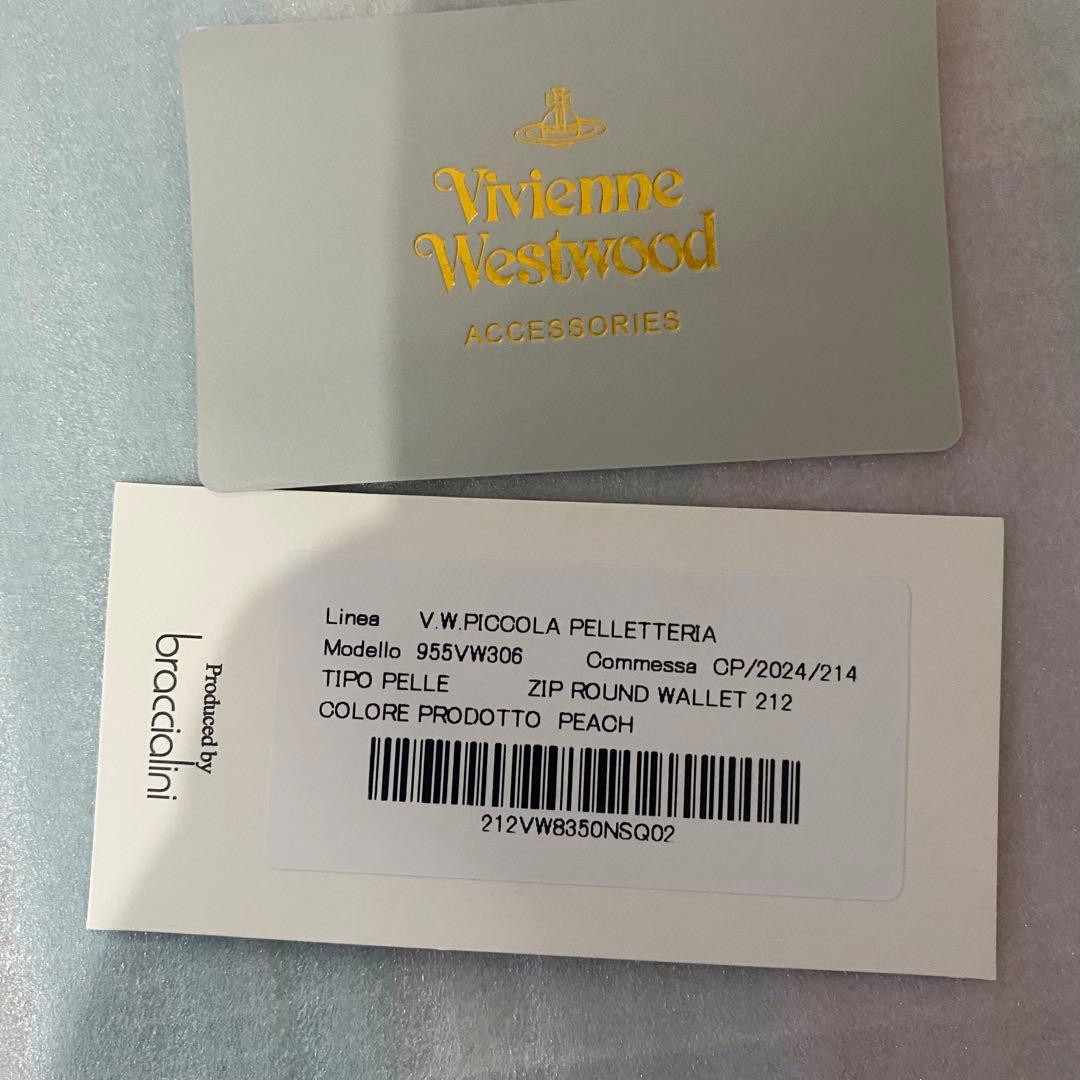 Vivienne
Westwood
ACCESSORIES
Linea V.W.PICCOLA PELLETTERIA
Modello 955VW306 Commessa CP/2024/214
TIPO PELLE ZIP ROUND WALLET 212
COLORE PRODOTTO PEACH
212VW8350NSQ02
Produced by
braccialini